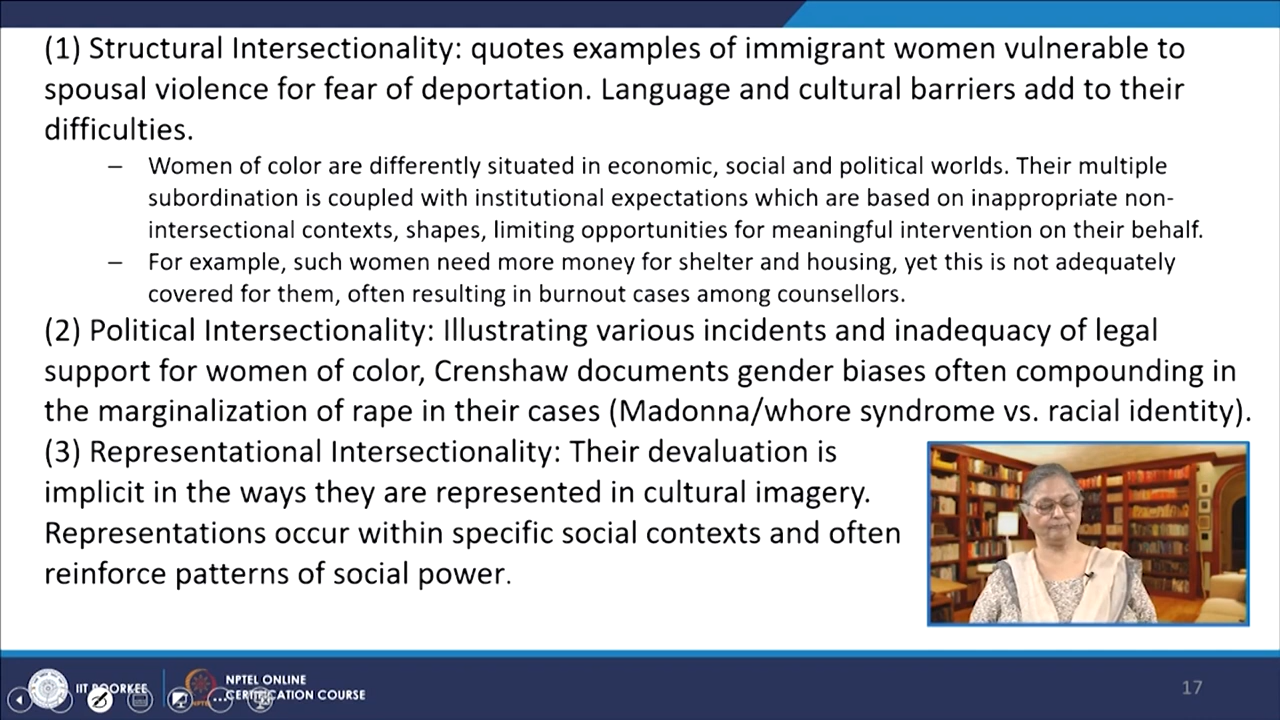 (1) Structural Intersectionality: quotes examples of immigrant women vulnerable to
spousal violence for fear of deportation. Language and cultural barriers add to their
difficulties.
– Women of color are differently situated in economic, social and political worlds. Their multiple
subordination is coupled with institutional expectations which are based on inappropriate non-
intersectional contexts, shapes, limiting opportunities for meaningful intervention on their behalf.
– For example, such women need more money for shelter and housing, yet this is not adequately
covered for them, often resulting in burnout cases among counsellors.
(2) Political Intersectionality: Illustrating various incidents and inadequacy of legal
support for women of color, Crenshaw documents gender biases often compounding in
the marginalization of rape in their cases (Madonna/whore syndrome vs. racial identity).
(3) Representational Intersectionality: Their devaluation is
implicit in the ways they are represented in cultural imagery.
Representations occur within specific social contexts and often
reinforce patterns of social power.
IIT ROORKEE
NPTEL ONLINE
CERTIFICATION COURSE
17